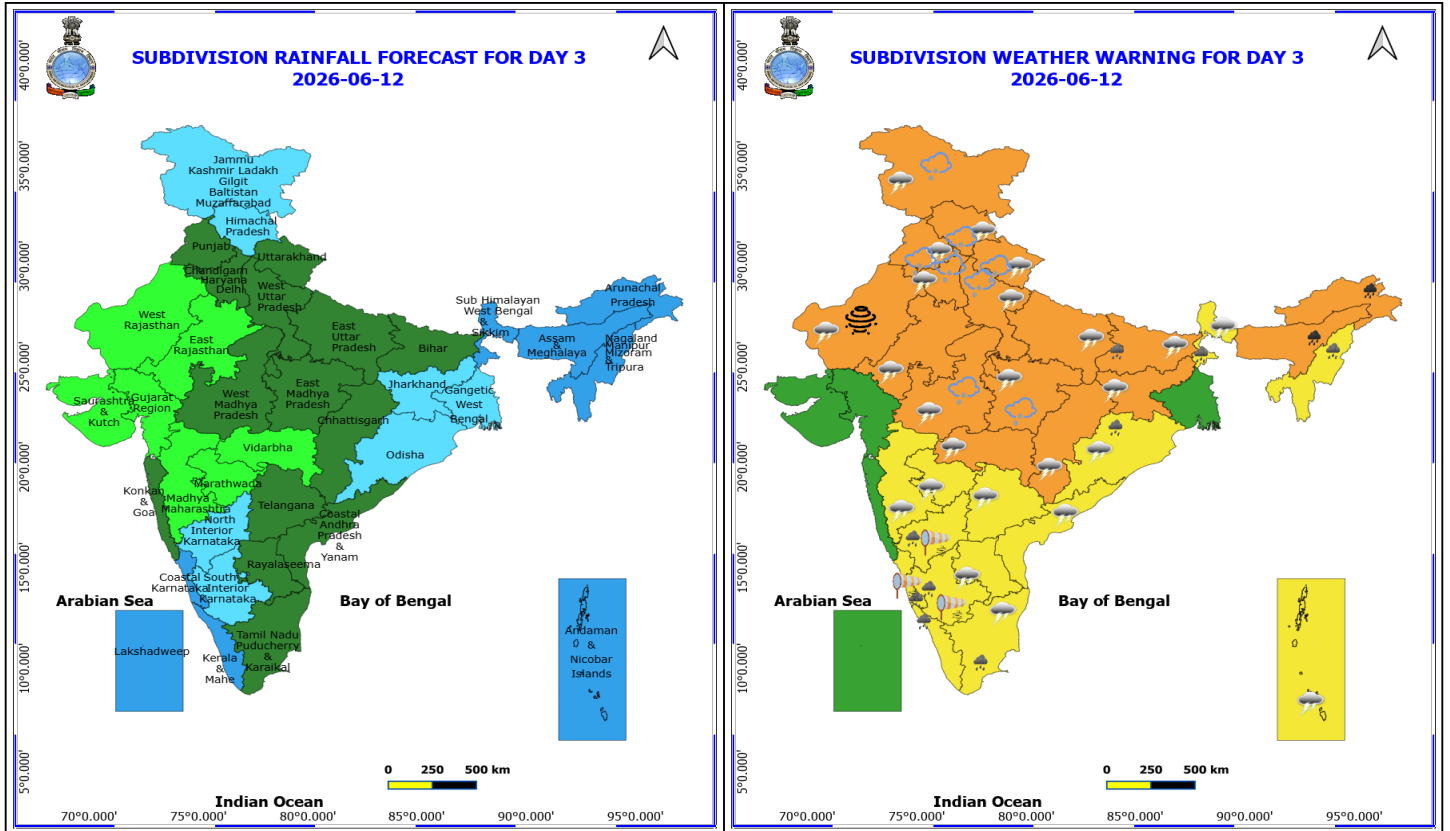 SUBDIVISION RAINFALL FORECAST FOR DAY 3
2026-06-12
40°0.000'
35°0.000'
30°0.000'
25°0.000'
20°0.000'
15°0.000'
10°0.000'
5°0.000'
Jammu
Kashmir Ladakh
Gilgit
Baltistan
Muzaffarabad
Himachal
Pradesh
Punjab
Uttarakhand
Chandigarh
Haryana
Delhi
West
Uttar
Pradesh
West
Rajasthan
East
Rajasthan
East
Uttar
Pradesh
Bihar
Sub Himalayan
West Bengal
&
Sikkim
Arunachal
Pradesh
Assam
&
Meghalaya
Nagaland
Manipur
Mizoram
&
Tripura
Saurashtra
&
Kutch
Gujarat
Region
West
Madhya
Pradesh
East
Madhya
Pradesh
Jharkhand
Gangetic
West
Bengal
Chhattisgarh
Odisha
Vidarbha
Konkan
&
Goa
Madhya
Maharashtra
Marathwada
Telangana
North
Interior
Karnataka
Coastal
Andhra
Pradesh
&
Yanam
Rayalaseema
Coastal
Karnataka
South
Interior
Karnataka
Tamil Nadu
Puducherry
&
Karaikal
Kerala
&
Mahe
Lakshadweep
Andaman
&
Nicobar
Islands
Arabian Sea
Bay of Bengal
Indian Ocean
0 250 500 km
70°0.000' 75°0.000' 80°0.000' 85°0.000' 90°0.000' 95°0.000'
SUBDIVISION WEATHER WARNING FOR DAY 3
2026-06-12
40°0.000'
35°0.000'
30°0.000'
25°0.000'
20°0.000'
15°0.000'
10°0.000'
5°0.000'
Arabian Sea
Bay of Bengal
Indian Ocean
0 250 500 km
70°0.000' 75°0.000' 80°0.000' 85°0.000' 90°0.000' 95°0.000'